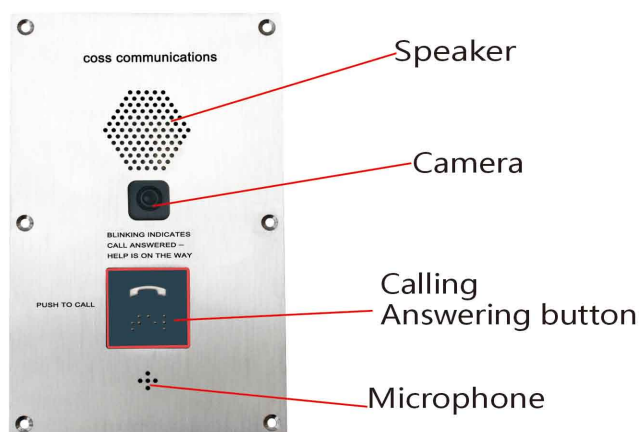 coss communications
Speaker
Camera
BLINKING INDICATES
CALL ANSWERED –
HELP IS ON THE WAY
PUSH TO CALL
Calling
Answering button
Microphone